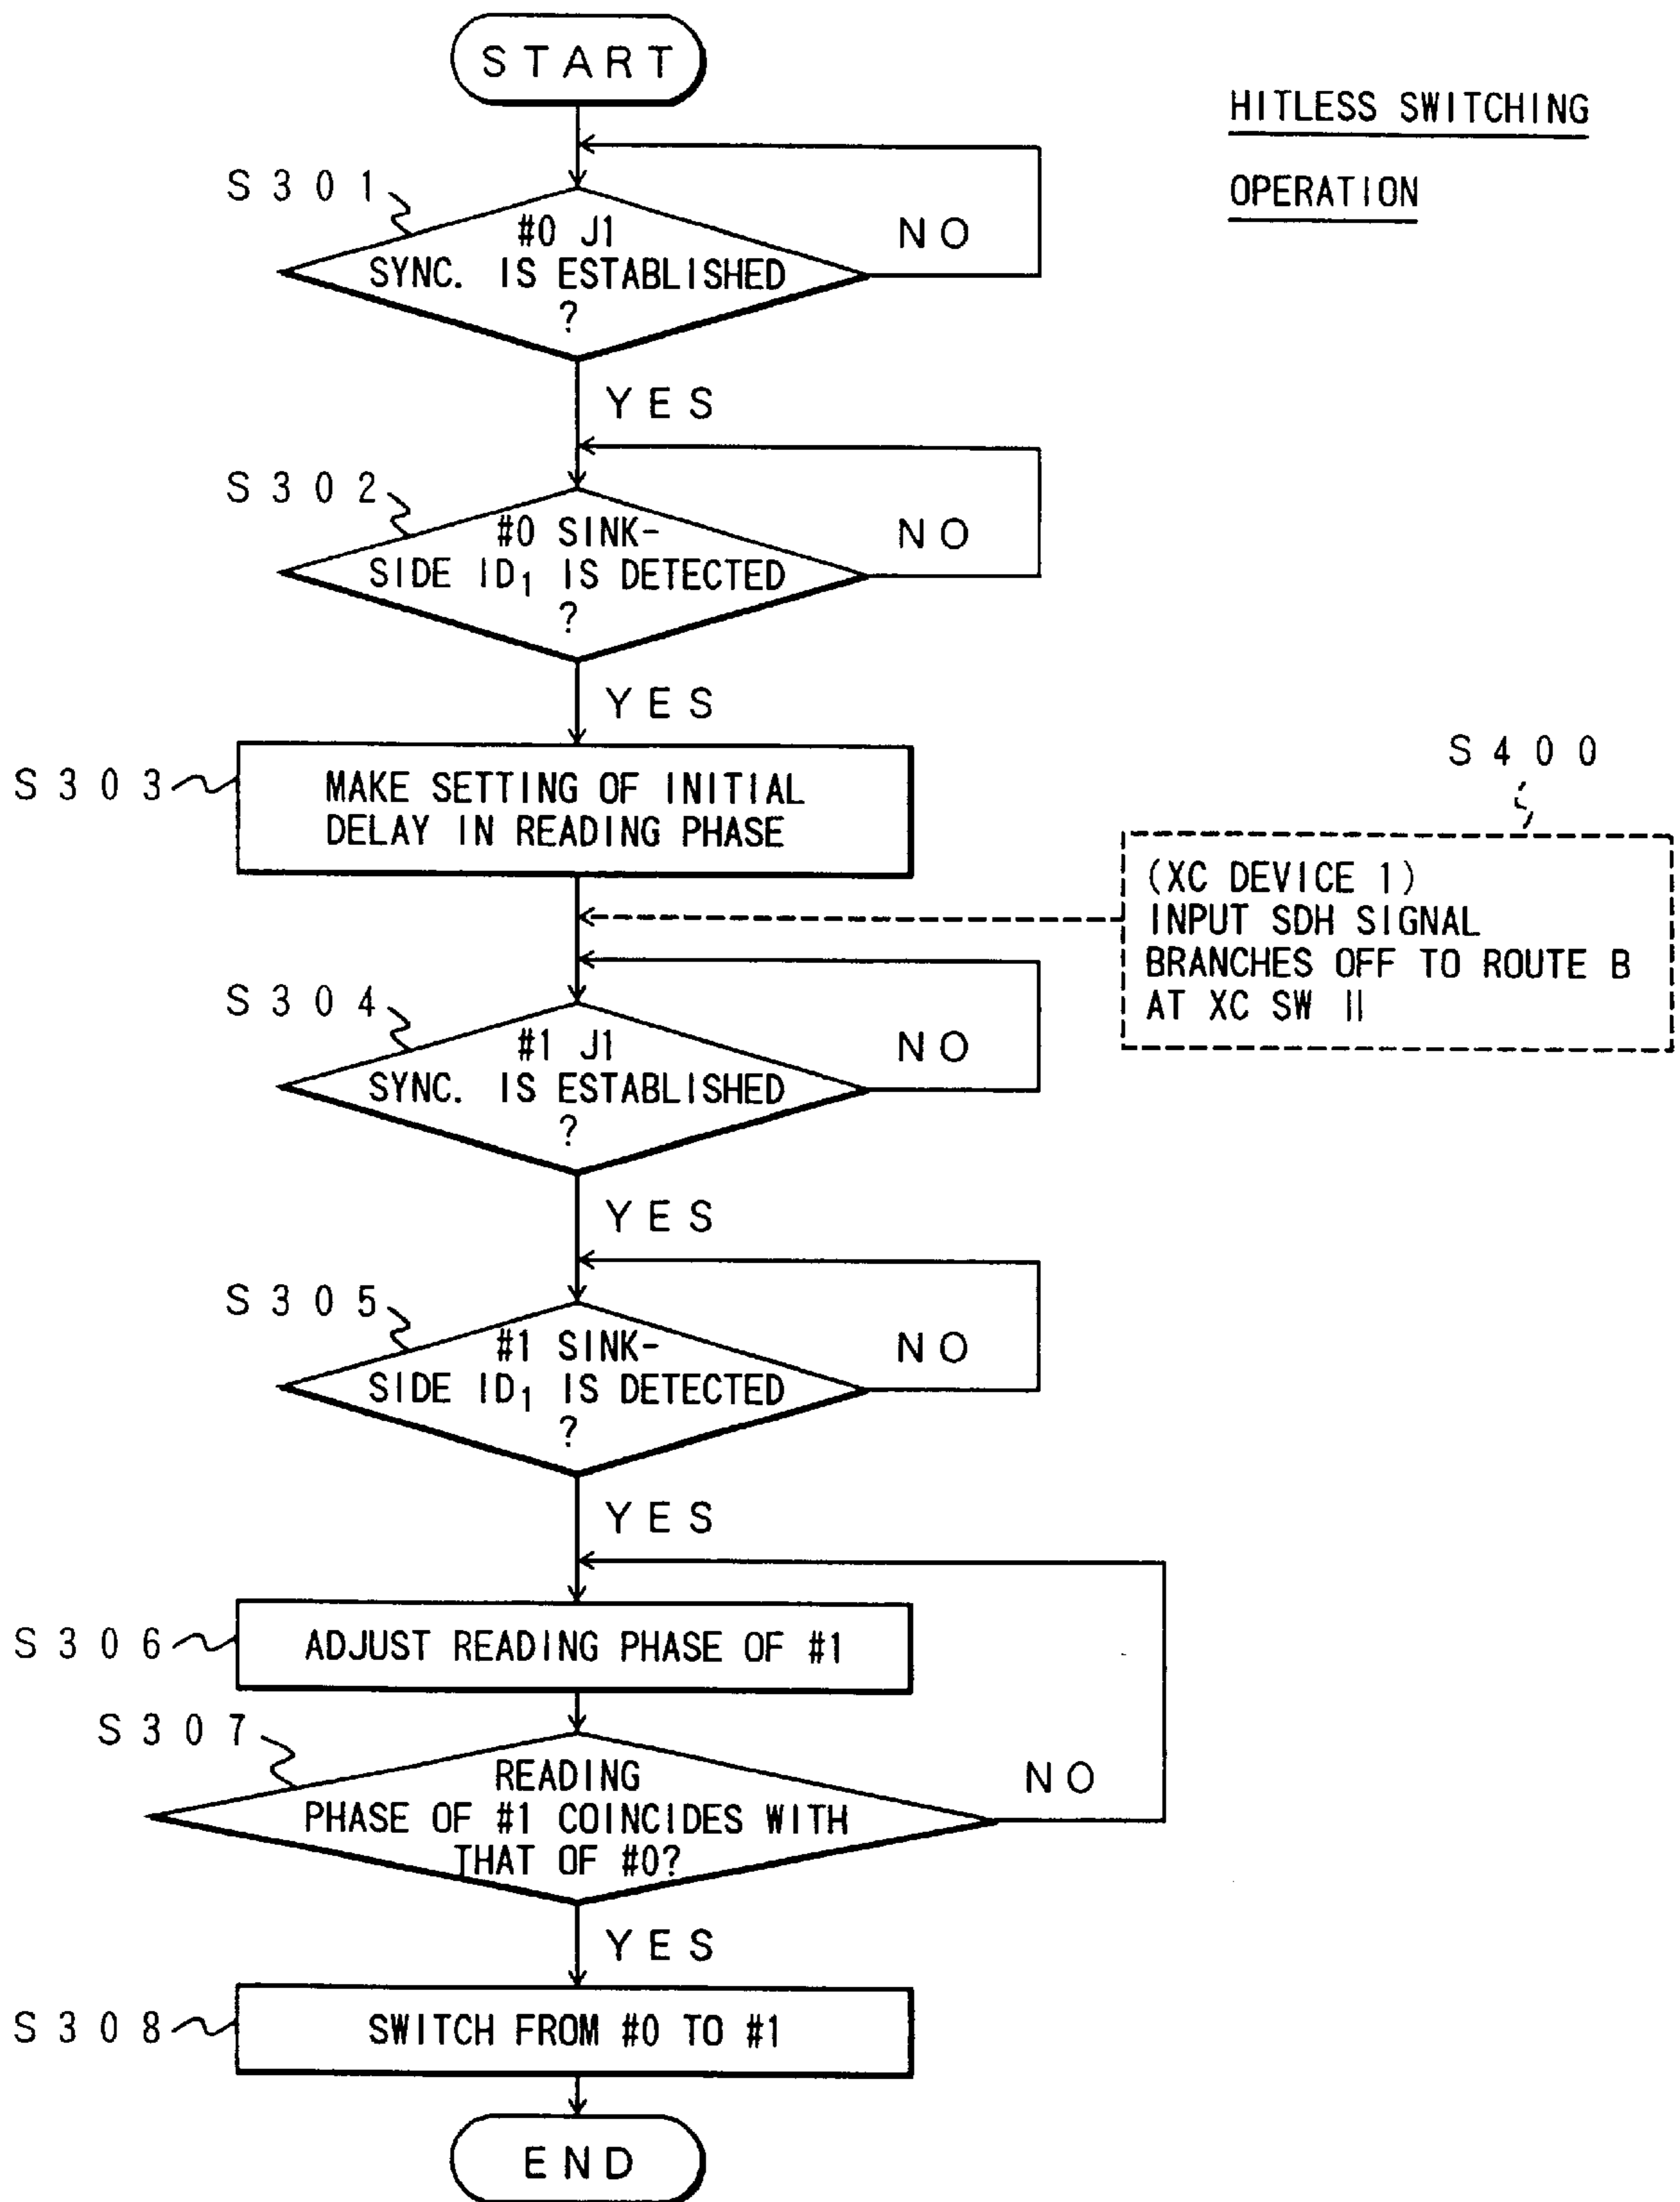 START
HITLESS SWITCHING
OPERATION
S301
#0 J1
SYNC. IS ESTABLISHED
?
NO
YES
S302
#0 SINK-
SIDE ID₁ IS DETECTED
?
NO
YES
S303
MAKE SETTING OF INITIAL
DELAY IN READING PHASE
S400
(XC DEVICE 1)
INPUT SDH SIGNAL
BRANCHES OFF TO ROUTE B
AT XC SW 11
S304
#1 J1
SYNC. IS ESTABLISHED
?
NO
YES
S305
#1 SINK-
SIDE ID₁ IS DETECTED
?
NO
YES
S306
ADJUST READING PHASE OF #1
S307
READING
PHASE OF #1 COINCIDES WITH
THAT OF #0?
NO
YES
S308
SWITCH FROM #0 TO #1
END